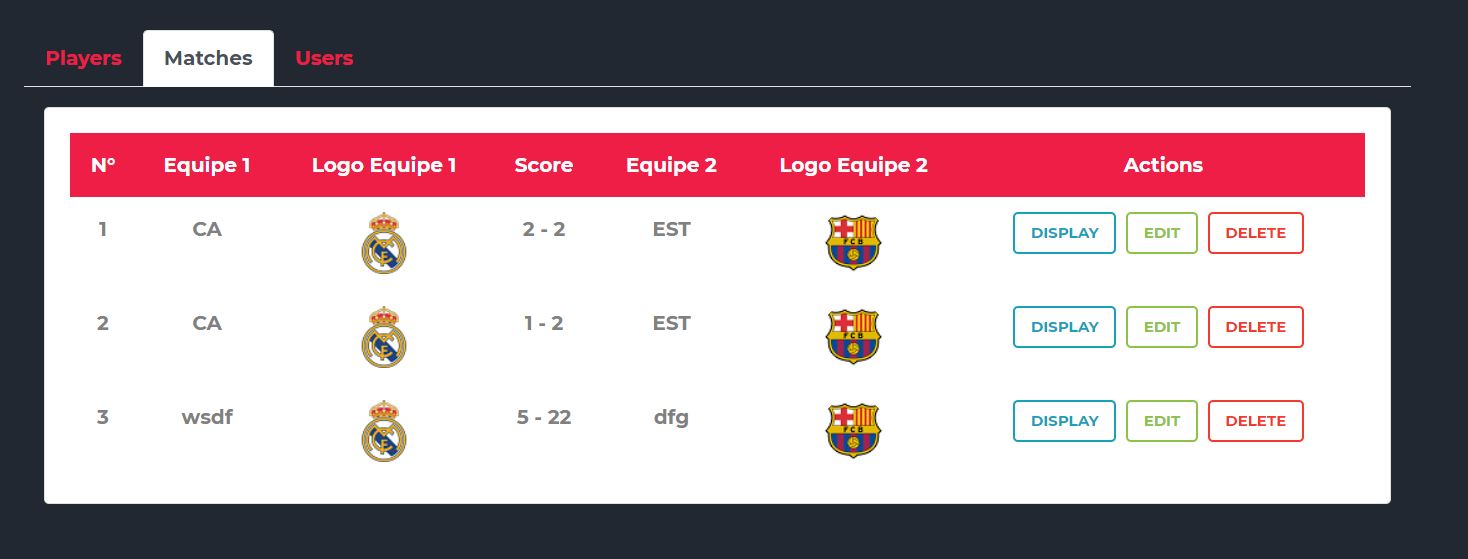 Players Matches Users
N° Equipe 1 Logo Equipe 1 Score Equipe 2 Logo Equipe 2 Actions
1 CA FCB 2 - 2 EST DISPLAY EDIT DELETE
2 CA FCB 1 - 2 EST DISPLAY EDIT DELETE
3 wsdf FCB 5 - 22 dfg DISPLAY EDIT DELETE